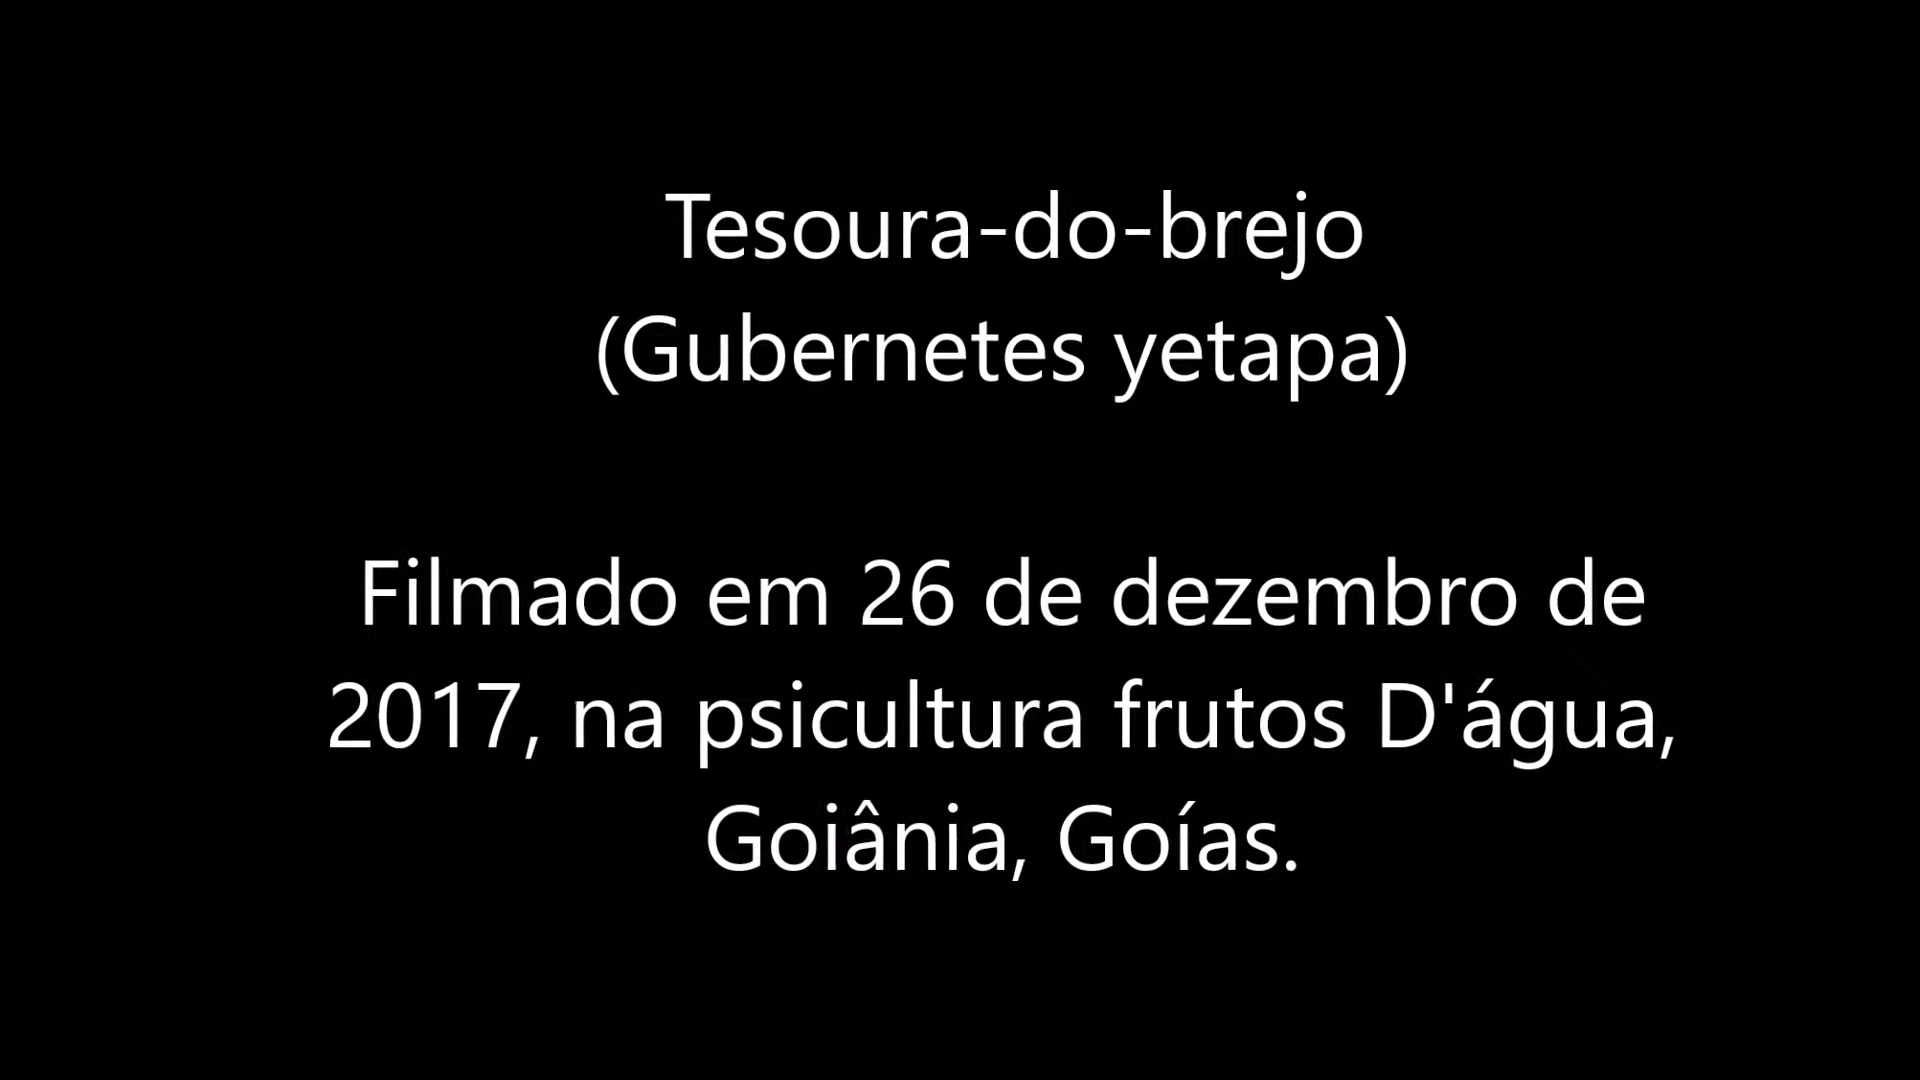 Tesoura-do-brejo
(Gubernetes yetapa)
Filmado em 26 de dezembro de
2017, na psicultura frutos D'água,
Goiânia, Goías.